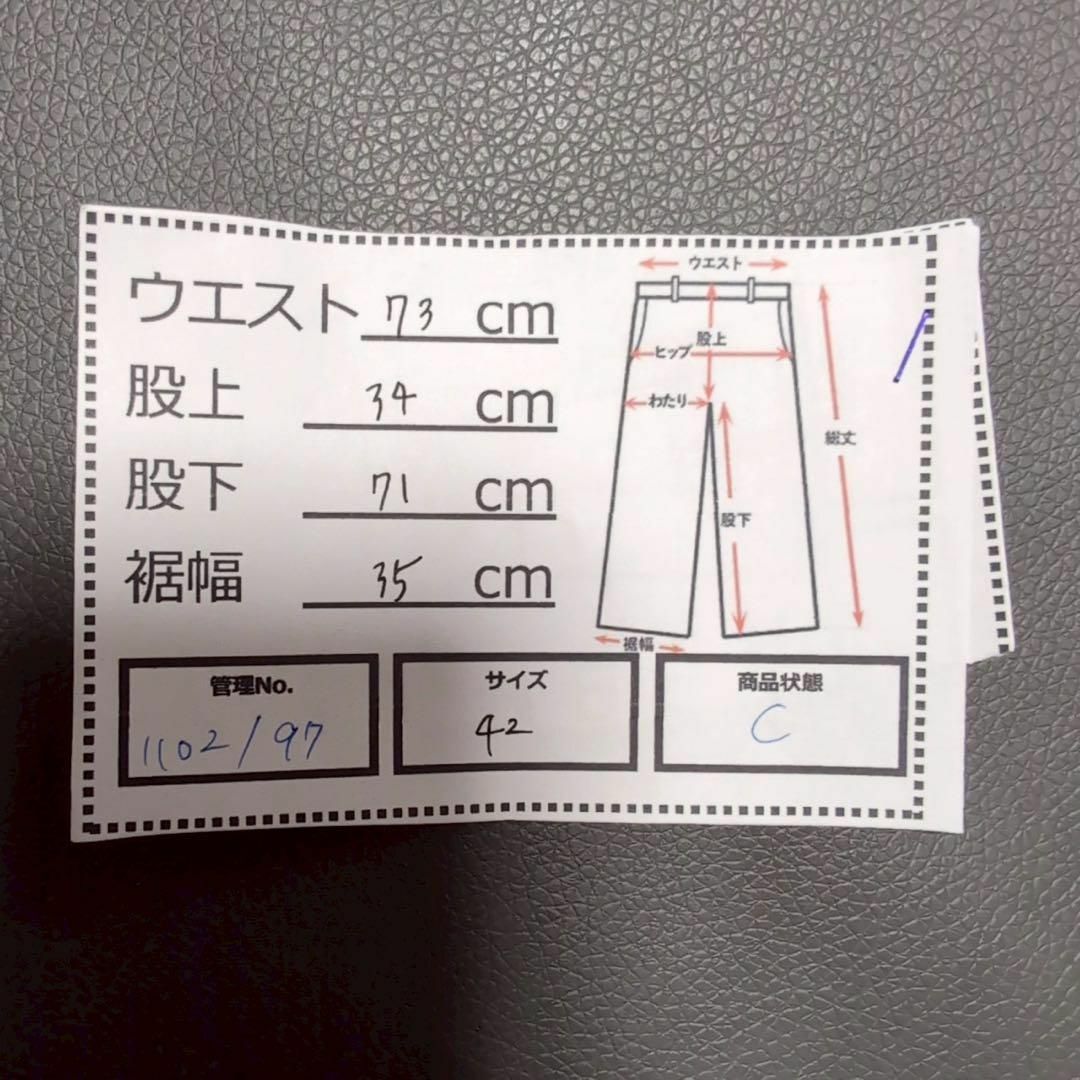 ウエスト 73 cm
股上 34 cm
股下 71 cm
裾幅 35 cm
ウエスト
股上
ヒップ
わたり
総丈
股下
裾幅
管理No.
1102/97
サイズ
42
商品状態
C